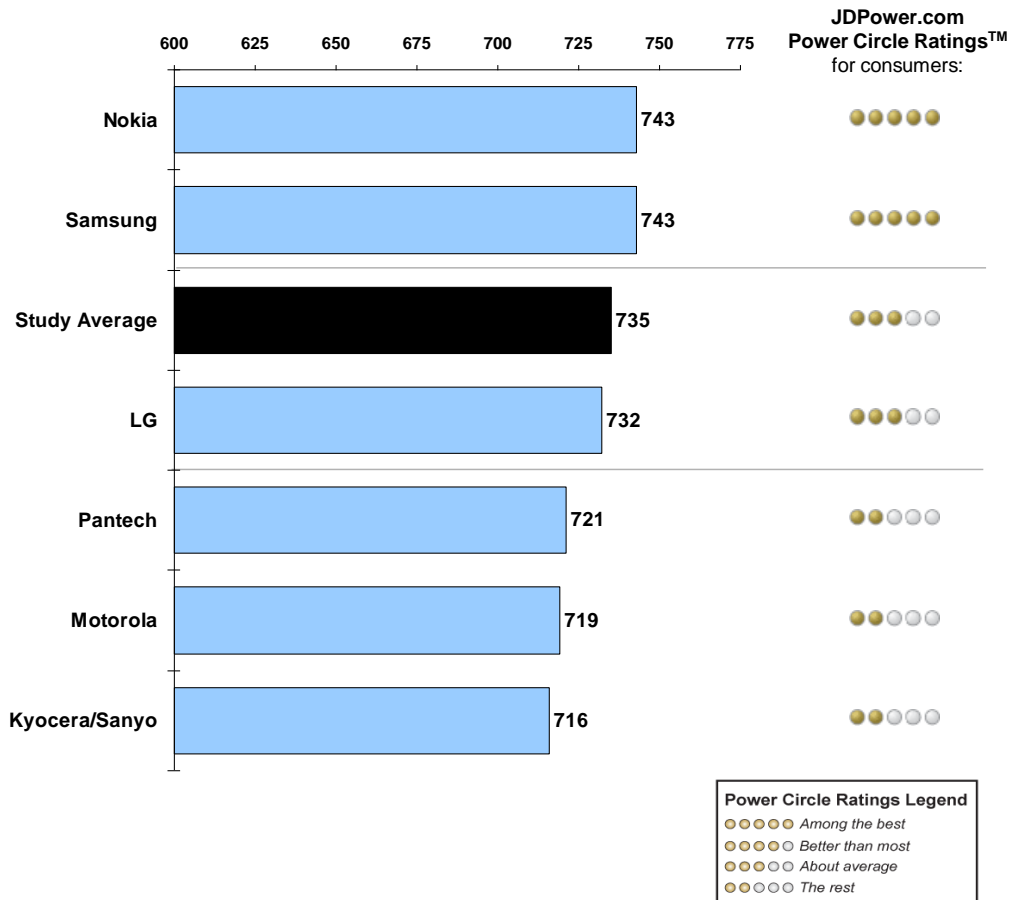 JDPower.com
Power Circle Ratings™
for consumers:
600 625 650 675 700 725 750 775
Nokia 743
Samsung 743
Study Average 735
LG 732
Pantech 721
Motorola 719
Kyocera/Sanyo 716
Power Circle Ratings Legend
Among the best
Better than most
About average
The rest